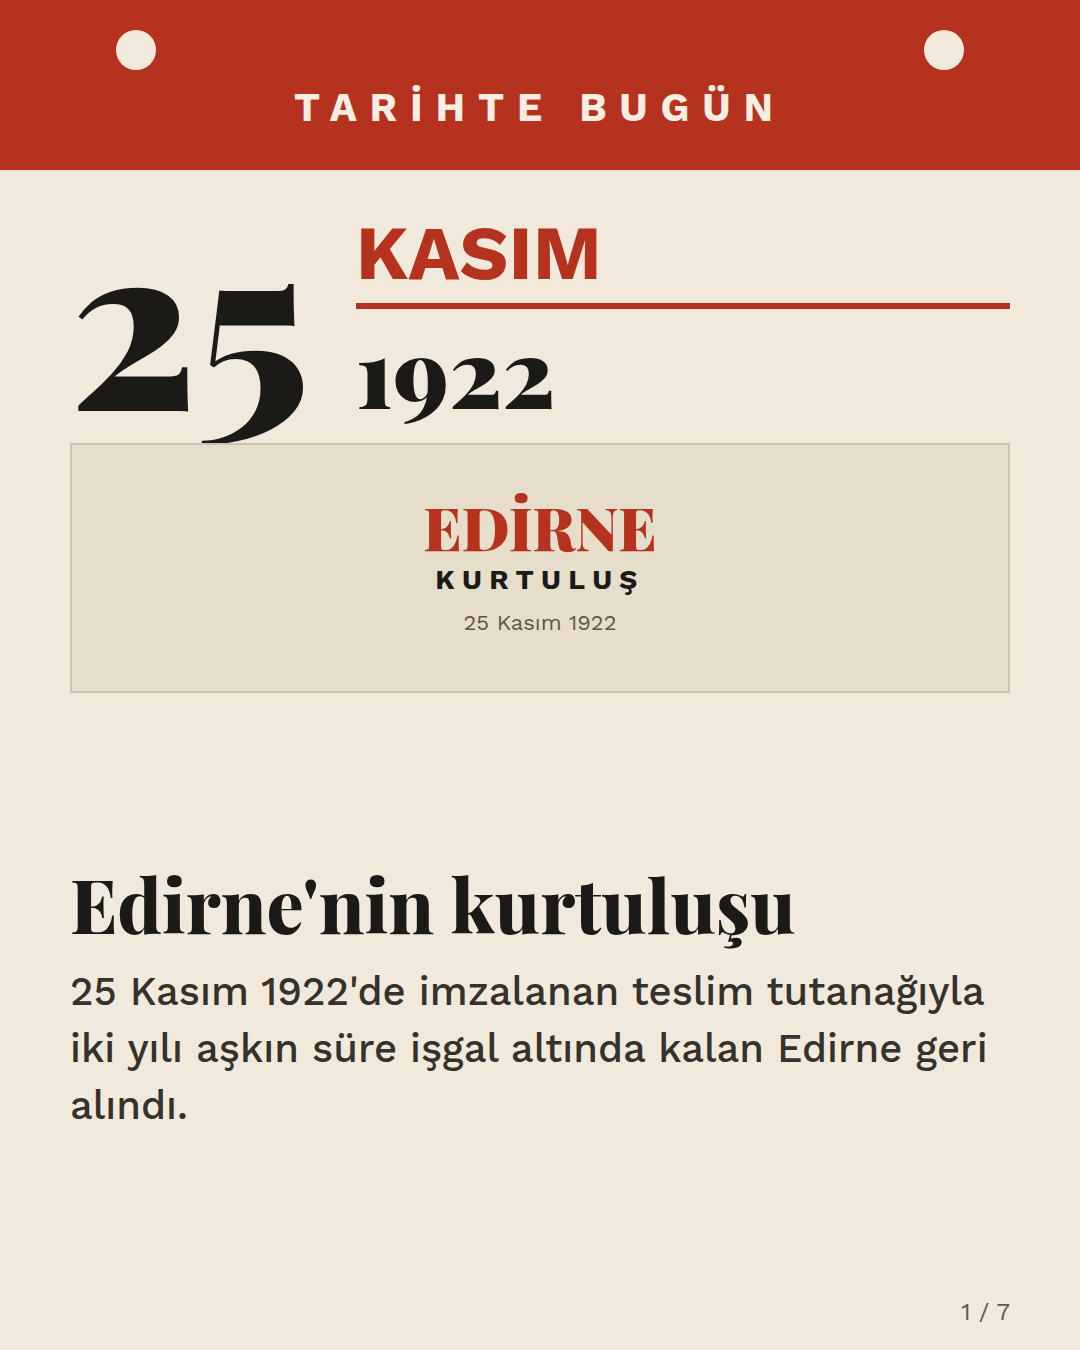 TARİHTE BUGÜN
25
KASIM
1922
EDİRNE
KURTULUŞ
25 Kasım 1922
Edirne'nin kurtuluşu
25 Kasım 1922'de imzalanan teslim tutanağıyla
iki yılı aşkın süre işgal altında kalan Edirne geri
alındı.
1 / 7